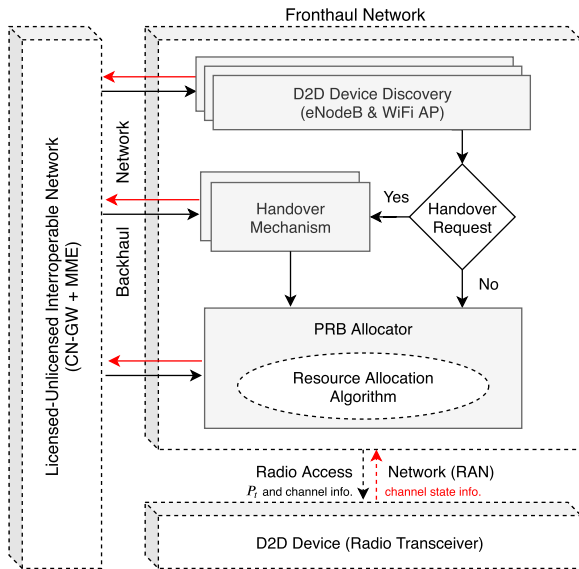 Fronthaul Network
D2D Device Discovery
(eNodeB & WiFi AP)
Licensed-Unlicensed Interroperable Network
(CN-GW + MME)
Backhaul Network
Handover
Mechanism
Yes
Handover
Request
No
PRB Allocator
Resource Allocation
Algorithm
Radio Access Network (RAN)
Pt and channel info. channel state info.
D2D Device (Radio Transceiver)